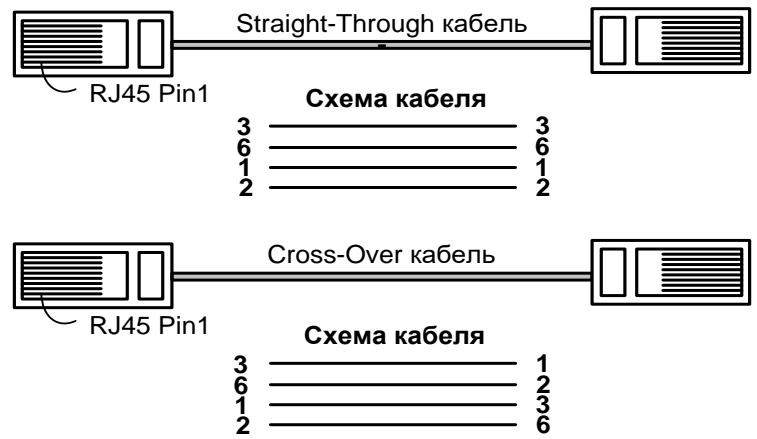 Straight-Through кабель
RJ45 Pin1
Схема кабеля
3 3
6 6
1 1
2 2
Cross-Over кабель
RJ45 Pin1
Схема кабеля
3 1
6 2
1 3
2 6